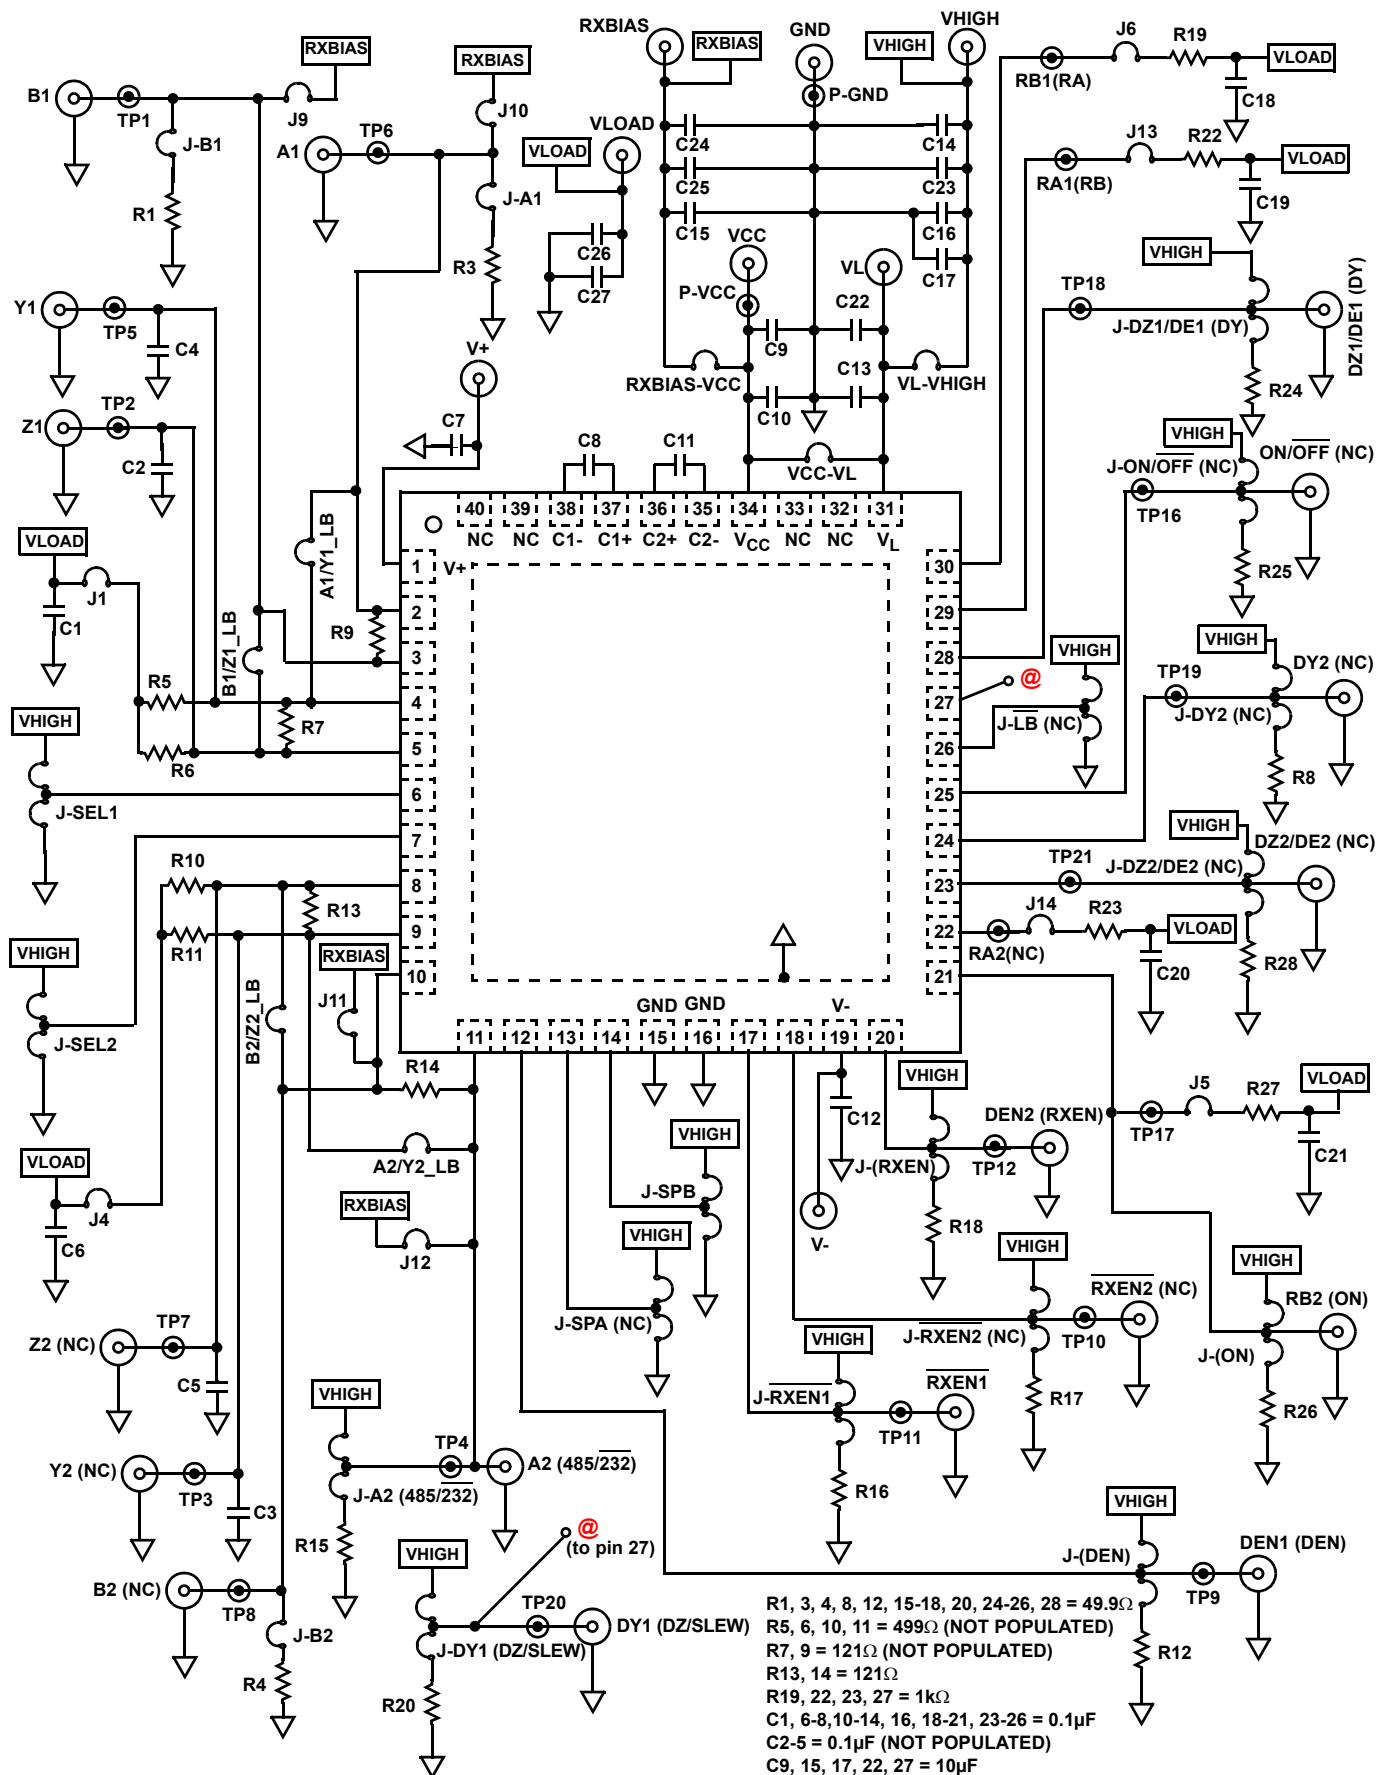 RXBIAS
GND
VHIGH
J6
R19
RXBIAS
RXBIAS
RXBIAS
VHIGH
VLOAD
B1
TP1
J9
J10
P-GND
RB1(RA)
C18
J-B1
A1
TP6
VLOAD
VLOAD
C24
C14
J13
R22
VLOAD
R1
J-A1
C25
C23
RA1(RB)
C19
R3
C26
C27
C15
VCC
VL
C16
C17
VHIGH
Y1
TP5
C4
P-VCC
C22
TP18
J-DZ1/DE1 (DY)
DZ1/DE1 (DY)
V+
C9
C13
RXBIAS-VCC
VL-VHIGH
R24
Z1
TP2
C2
C7
C8
C11
C10
VCC-VL
VHIGH
J-ON/OFF (NC)
ON/OFF (NC)
TP16
R25
40 39 38 37 36 35 34 33 32 31
NC NC C1- C1+ C2+ C2- VCC NC NC VL
VLOAD
J1
C1
A1/Y1_LB
B1/Z1_LB
R9
1 V+
2
3
4
5
6
7
8
9
10
30
29
28
27
26
25
24
23
22
21
R5
R7
R6
@
VHIGH
J-LB (NC)
VHIGH
DY2 (NC)
TP19
J-DY2 (NC)
R8
VHIGH
J-SEL1
R10
R13
R11
VHIGH
DZ2/DE2 (NC)
TP21
J-DZ2/DE2 (NC)
J14
R23
VLOAD
RA2(NC)
C20
R28
VHIGH
J-SEL2
RXBIAS
J11
B2/Z2_LB
GND GND
V-
11 12 13 14 15 16 17 18 19 20
R14
A2/Y2_LB
VHIGH
C12
VHIGH
DEN2 (RXEN)
J-(RXEN)
TP12
R18
J5
R27
VLOAD
TP17
C21
VLOAD
J4
C6
RXBIAS
J12
J-SPB
VHIGH
J-SPA (NC)
V-
VHIGH
RXEN2 (NC)
J-RXEN2 (NC)
TP10
R17
VHIGH
RB2 (ON)
J-(ON)
R26
Z2 (NC)
TP7
C5
VHIGH
J-RXEN1
RXEN1
TP11
R16
VHIGH
TP4
A2 (485/232)
J-A2 (485/232)
R15
Y2 (NC)
TP3
C3
@
(to pin 27)
VHIGH
TP20
DY1 (DZ/SLEW)
J-DY1 (DZ/SLEW)
R20
B2 (NC)
TP8
J-B2
R4
VHIGH
J-(DEN)
DEN1 (DEN)
TP9
R12
R1, 3, 4, 8, 12, 15-18, 20, 24-26, 28 = 49.9Ω
R5, 6, 10, 11 = 499Ω (NOT POPULATED)
R7, 9 = 121Ω (NOT POPULATED)
R13, 14 = 121Ω
R19, 22, 23, 27 = 1kΩ
C1, 6-8,10-14, 16, 18-21, 23-26 = 0.1µF
C2-5 = 0.1µF (NOT POPULATED)
C9, 15, 17, 22, 27 = 10µF